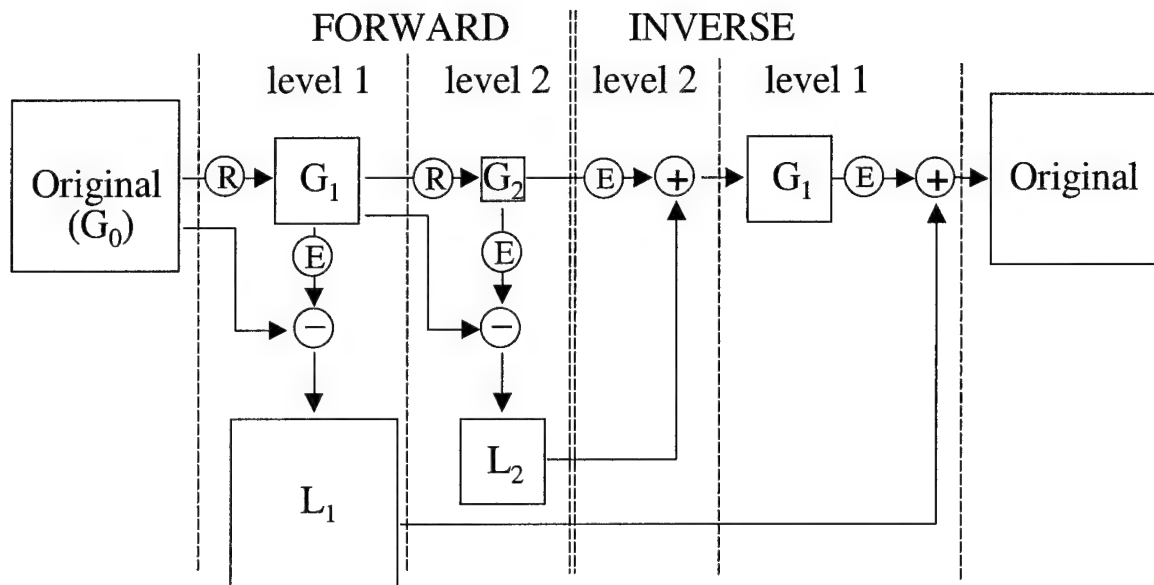 FORWARD INVERSE
level 1 level 2 level 2 level 1
Original
(G₀)
R
G₁
R
G₂
E
+
G₁
E
+
Original
E
E
−
−
L₁
L₂